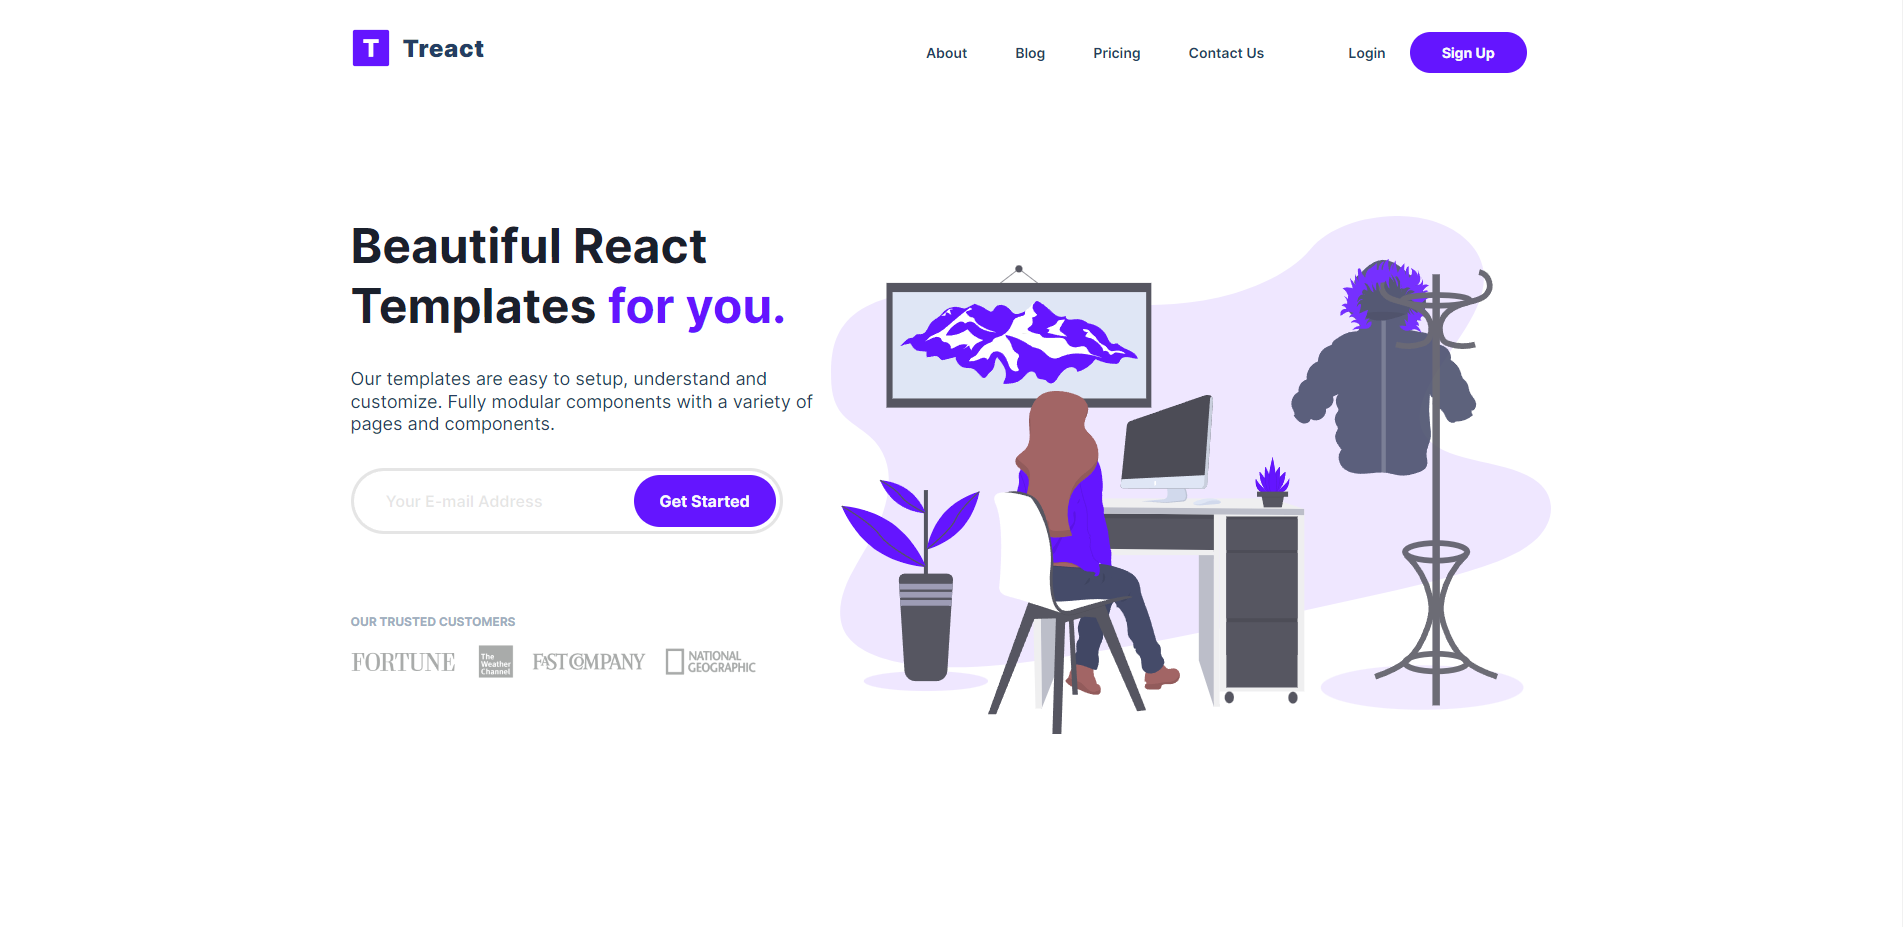 T Treact
About Blog Pricing Contact Us Login Sign Up
Beautiful React
Templates for you.
Our templates are easy to setup, understand and
customize. Fully modular components with a variety of
pages and components.
Your E-mail Address Get Started
OUR TRUSTED CUSTOMERS
FORTUNE
The
Weather
Channel
FAST COMPANY
NATIONAL
GEOGRAPHIC